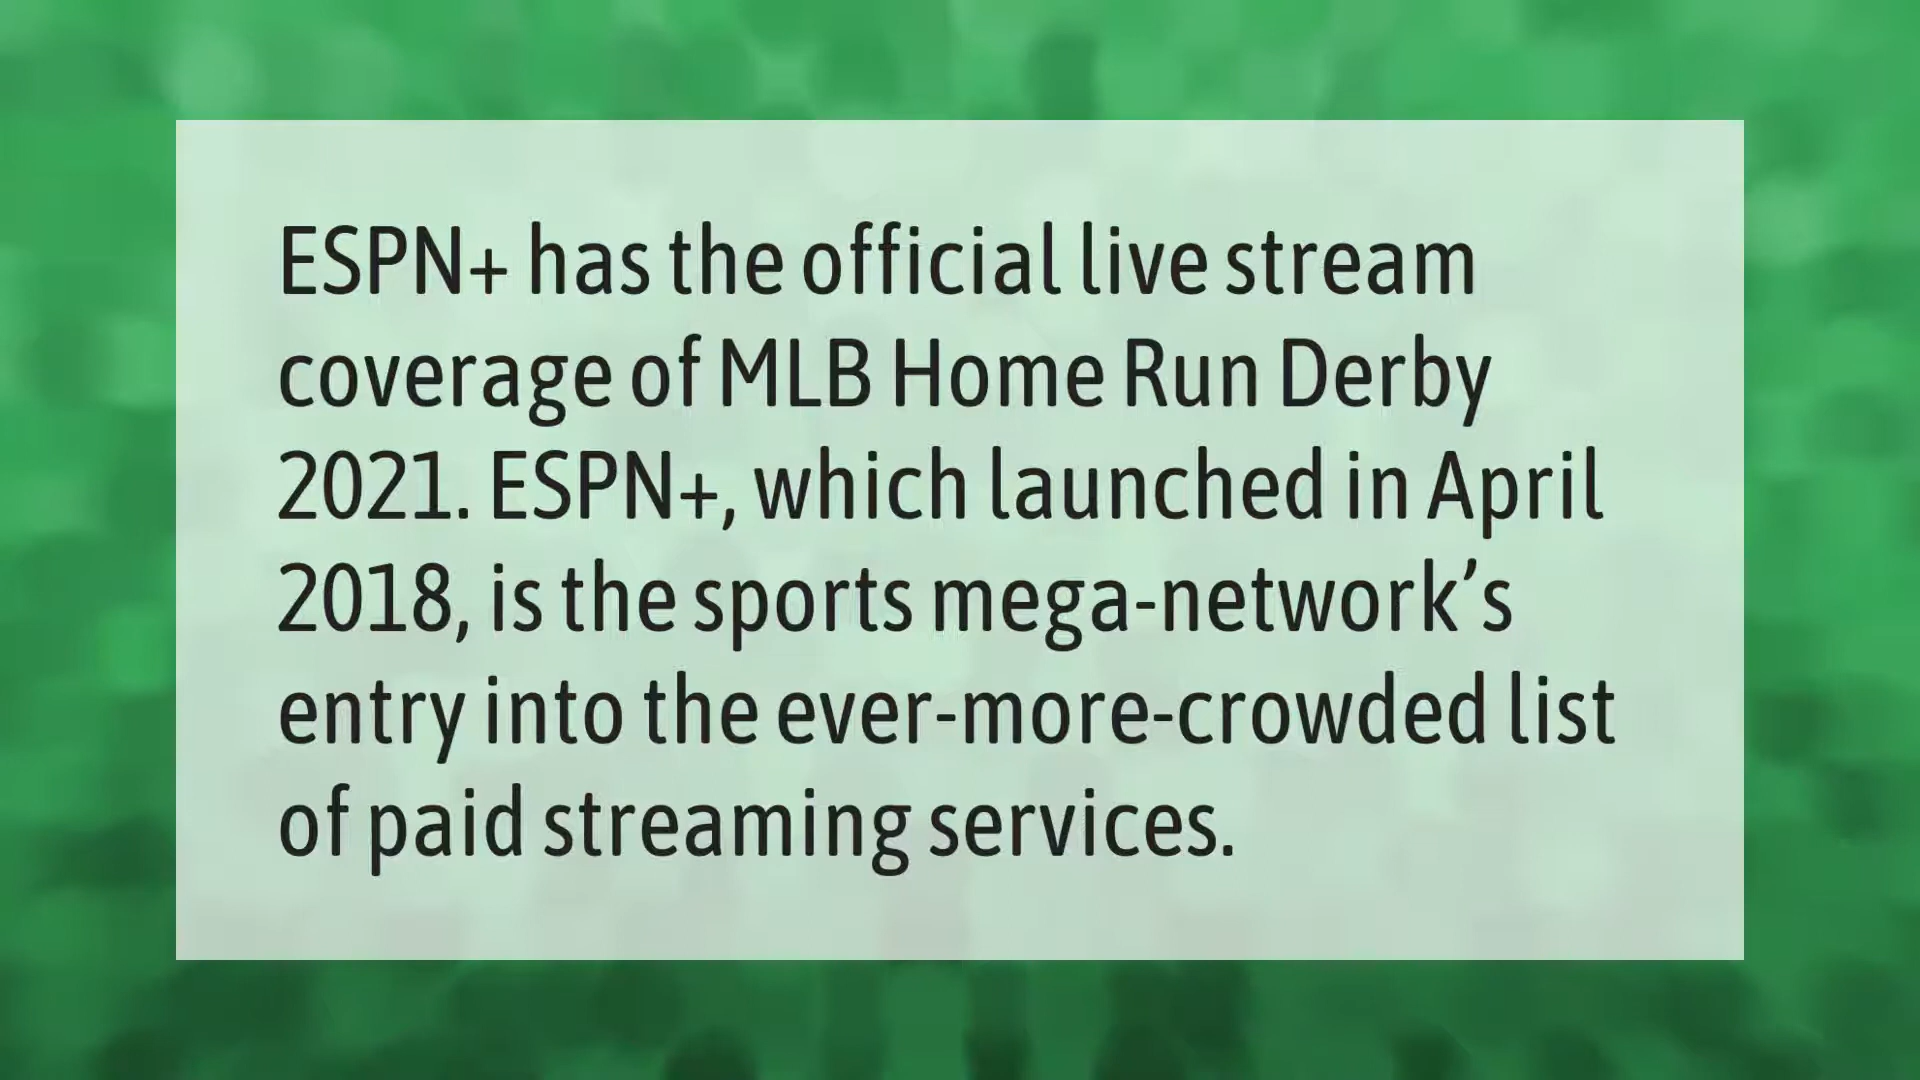 ESPN+ has the official live stream
coverage of MLB Home Run Derby
2021. ESPN+, which launched in April
2018, is the sports mega-network’s
entry into the ever-more-crowded list
of paid streaming services.